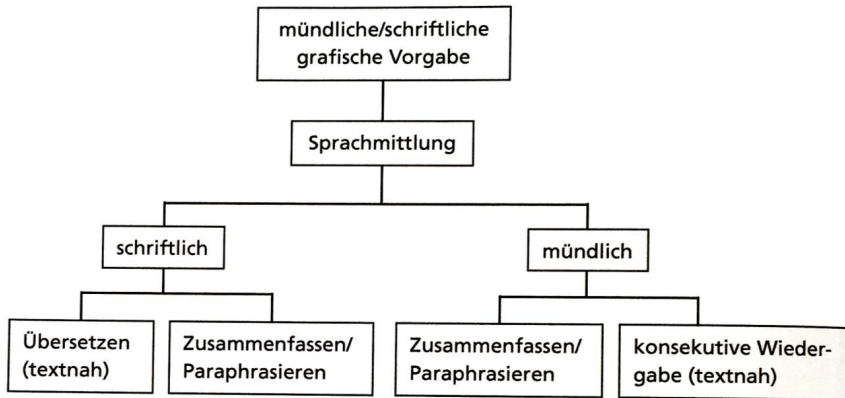 mündliche/schriftliche
grafische Vorgabe
Sprachmittlung
schriftlich
mündlich
Übersetzen
(textnah)
Zusammenfassen/
Paraphrasieren
Zusammenfassen/
Paraphrasieren
konsekutive Wieder-
gabe (textnah)